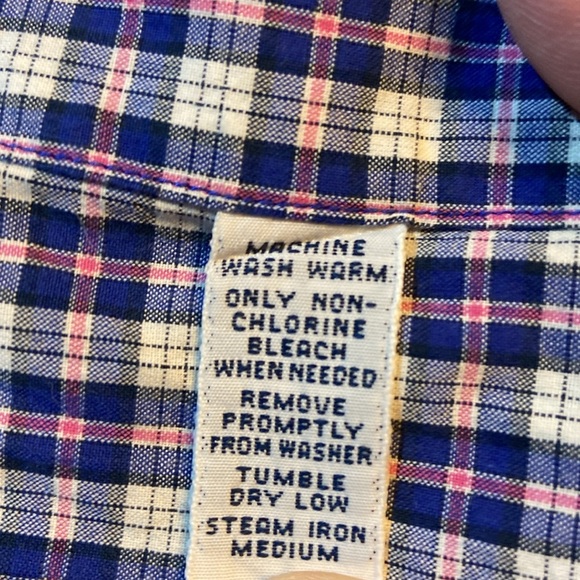 MACHINE
WASH WARM
ONLY NON-
CHLORINE
BLEACH
WHEN NEEDED
REMOVE
PROMPTLY
FROM WASHER
TUMBLE
DRY LOW
STEAM IRON
MEDIUM